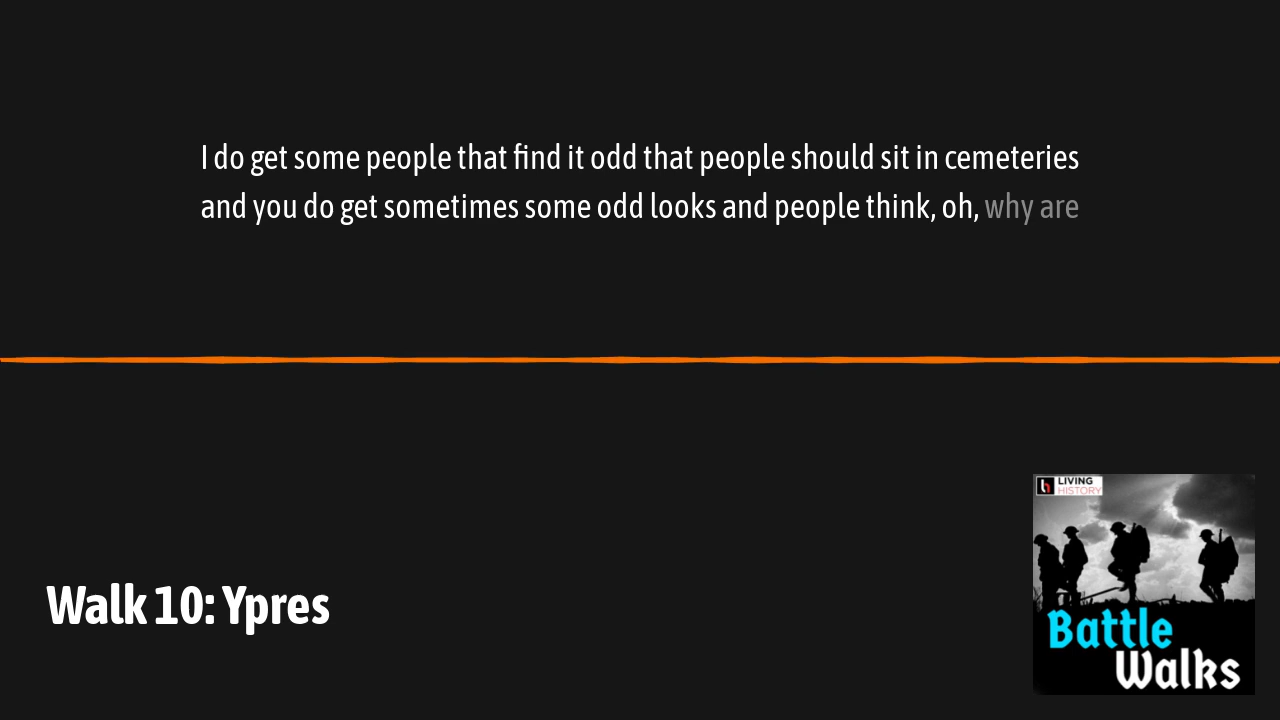 I do get some people that find it odd that people should sit in cemeteries
and you do get sometimes some odd looks and people think, oh, why are
LIVING
HISTORY
Walk 10: Ypres
Battle
Walks